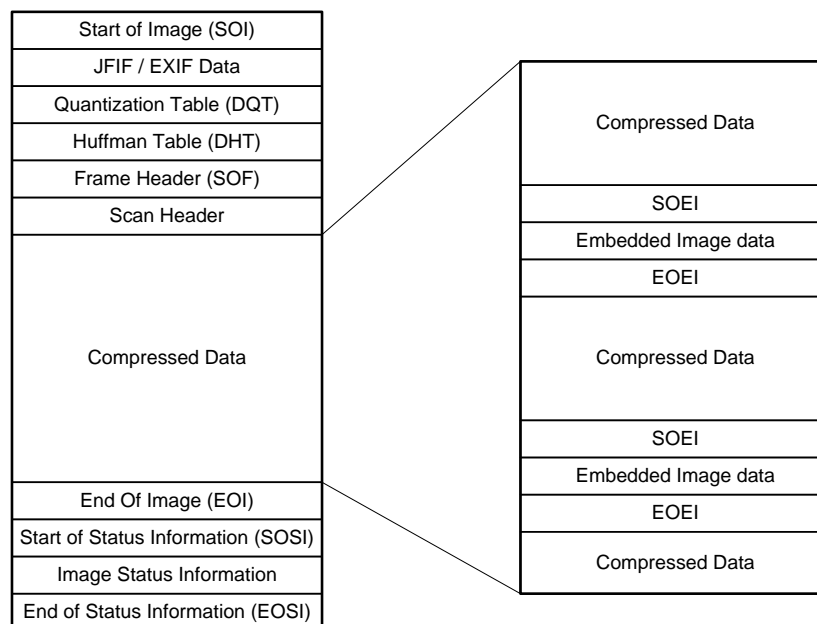 Start of Image (SOI)
JFIF / EXIF Data
Quantization Table (DQT)
Huffman Table (DHT)
Frame Header (SOF)
Scan Header
Compressed Data
End Of Image (EOI)
Start of Status Information (SOSI)
Image Status Information
End of Status Information (EOSI)
Compressed Data
SOEI
Embedded Image data
EOEI
Compressed Data
SOEI
Embedded Image data
EOEI
Compressed Data